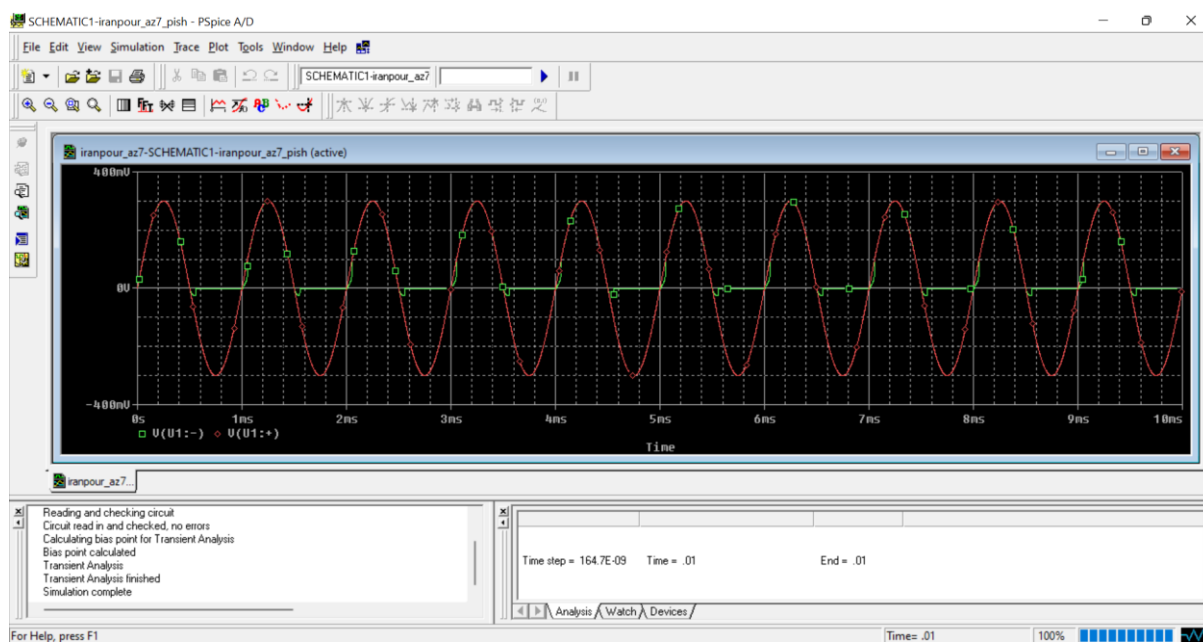 SCHEMATIC1-iranpour_az7_pish - PSpice A/D
File Edit View Simulation Trace Plot Tools Window Help
SCHEMATIC1-iranpour_az7
FFT
iranpour_az7-SCHEMATIC1-iranpour_az7_pish (active)
400mV
0V
-400mV
0s 1ms 2ms 3ms 4ms 5ms 6ms 7ms 8ms 9ms 10ms
V(U1:-) V(U1:+)
Time
iranpour_az7...
Reading and checking circuit
Circuit read in and checked, no errors
Calculating bias point for Transient Analysis
Bias point calculated
Transient Analysis
Transient Analysis finished
Simulation complete
Time step = 164.7E-09 Time = .01 End = .01
Analysis Watch Devices
For Help, press F1 Time= .01 100%